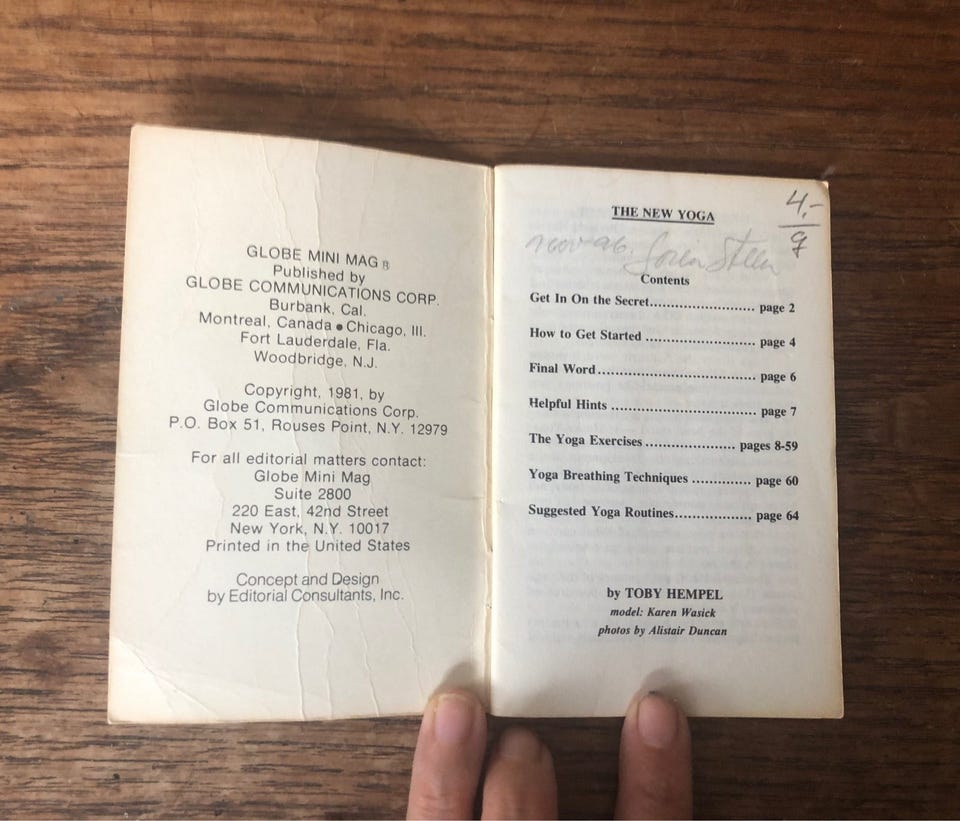 GLOBE MINI MAG ®
Published by
GLOBE COMMUNICATIONS CORP.
Burbank, Cal.
Montreal, Canada • Chicago, Ill.
Fort Lauderdale, Fla.
Woodbridge, N.J.
Copyright, 1981, by
Globe Communications Corp.
P.O. Box 51, Rouses Point, N.Y. 12979
For all editorial matters contact:
Globe Mini Mag
Suite 2800
220 East, 42nd Street
New York, N.Y. 10017
Printed in the United States
Concept and Design
by Editorial Consultants, Inc.
4,-
THE NEW YOGA
Contents
Get In On the Secret.................... page 2
How to Get Started .................... page 4
Final Word............................. page 6
Helpful Hints ........................... page 7
The Yoga Exercises ................ pages 8-59
Yoga Breathing Techniques ............ page 60
Suggested Yoga Routines.............. page 64
by TOBY HEMPEL
model: Karen Wasick
photos by Alistair Duncan